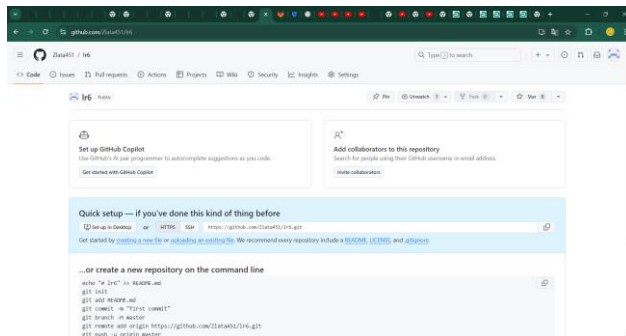 github.com/Zlata451/lr6
Zlata451 / lr6
Type / to search
Code Issues Pull requests Actions Projects Wiki Security Insights Settings
lr6 Public
Pin Unwatch 1 Fork 0 Star 0
Set up GitHub Copilot
Use GitHub's AI pair programmer to autocomplete suggestions as you code.
Get started with GitHub Copilot
Add collaborators to this repository
Search for people using their GitHub username or email address.
Invite collaborators
Quick setup — if you've done this kind of thing before
Set up in Desktop or HTTPS SSH https://github.com/Zlata451/lr6.git
Get started by creating a new file or uploading an existing file. We recommend every repository include a README, LICENSE, and .gitignore.
...or create a new repository on the command line
echo "# lr6" >> README.md
git init
git add README.md
git commit -m "first commit"
git branch -M master
git remote add origin https://github.com/Zlata451/lr6.git
git push -u origin master